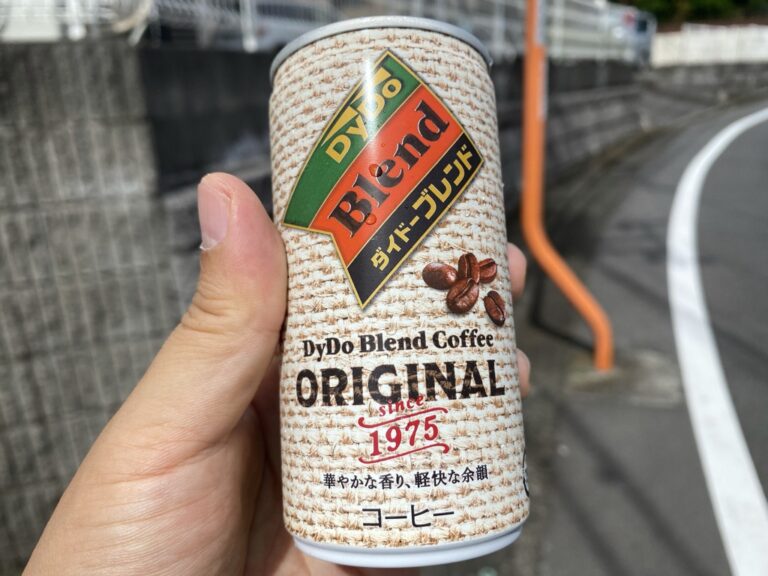 DyDo
Blend
ダイドーブレンド
DyDo Blend Coffee
ORIGINAL
since
1975
華やかな香り、軽快な余韻
コーヒー